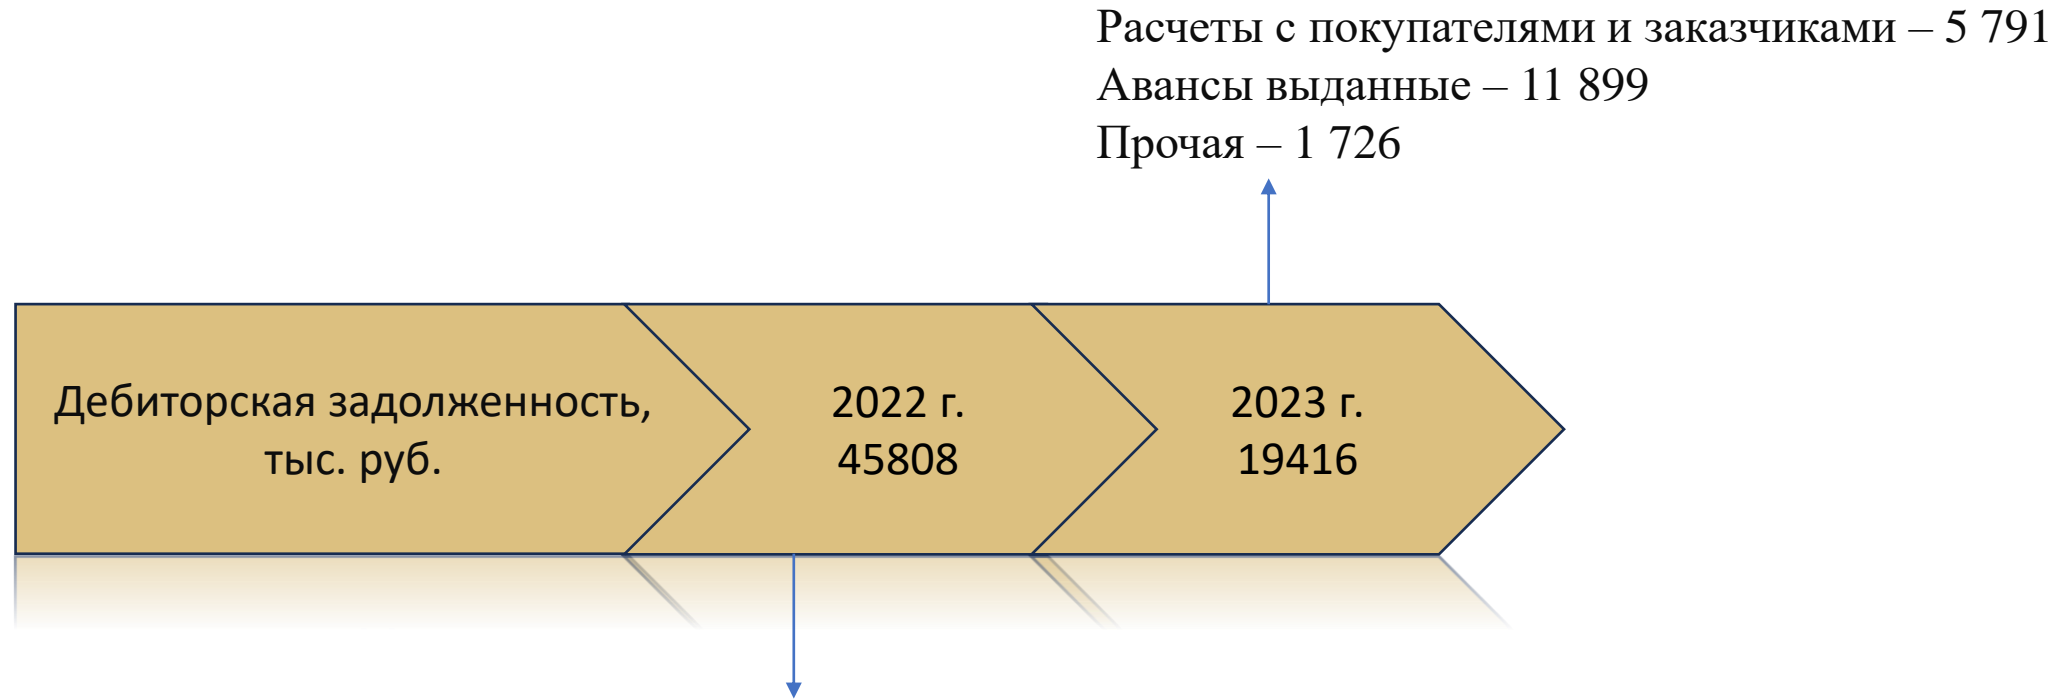 Расчеты с покупателями и заказчиками – 5 791
Авансы выданные – 11 899
Прочая – 1 726
Дебиторская задолженность,
тыс. руб.
2022 г.
45808
2023 г.
19416